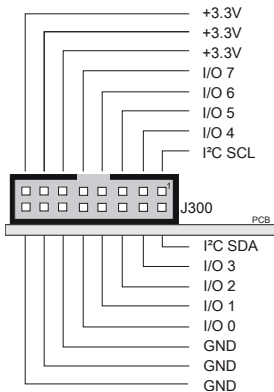 +3.3V
+3.3V
+3.3V
I/O 7
I/O 6
I/O 5
I/O 4
I²C SCL
1
J300
PCB
I²C SDA
I/O 3
I/O 2
I/O 1
I/O 0
GND
GND
GND